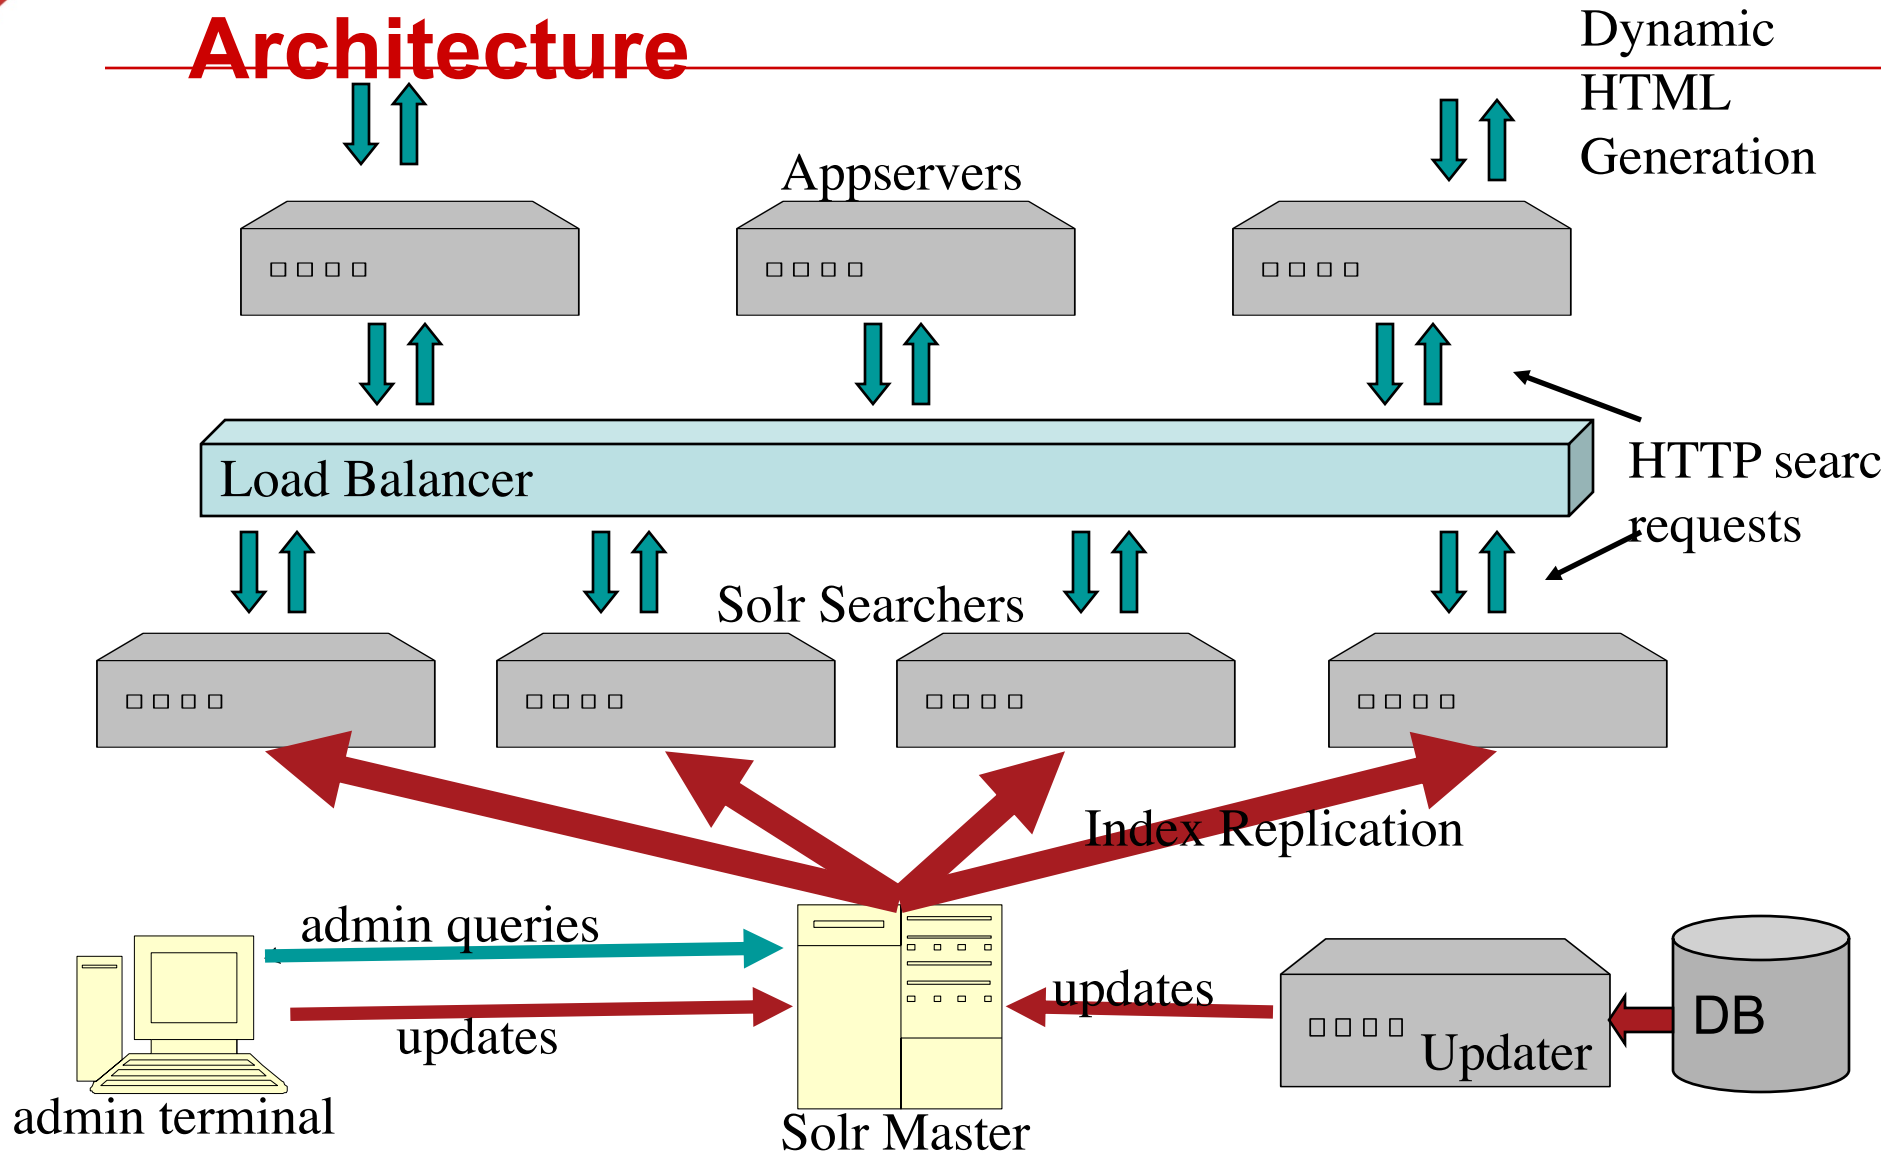 Architecture
Dynamic
HTML
Generation
Appservers
Load Balancer
HTTP searc
requests
Solr Searchers
Index Replication
admin queries
updates
updates
DB
Updater
admin terminal
Solr Master